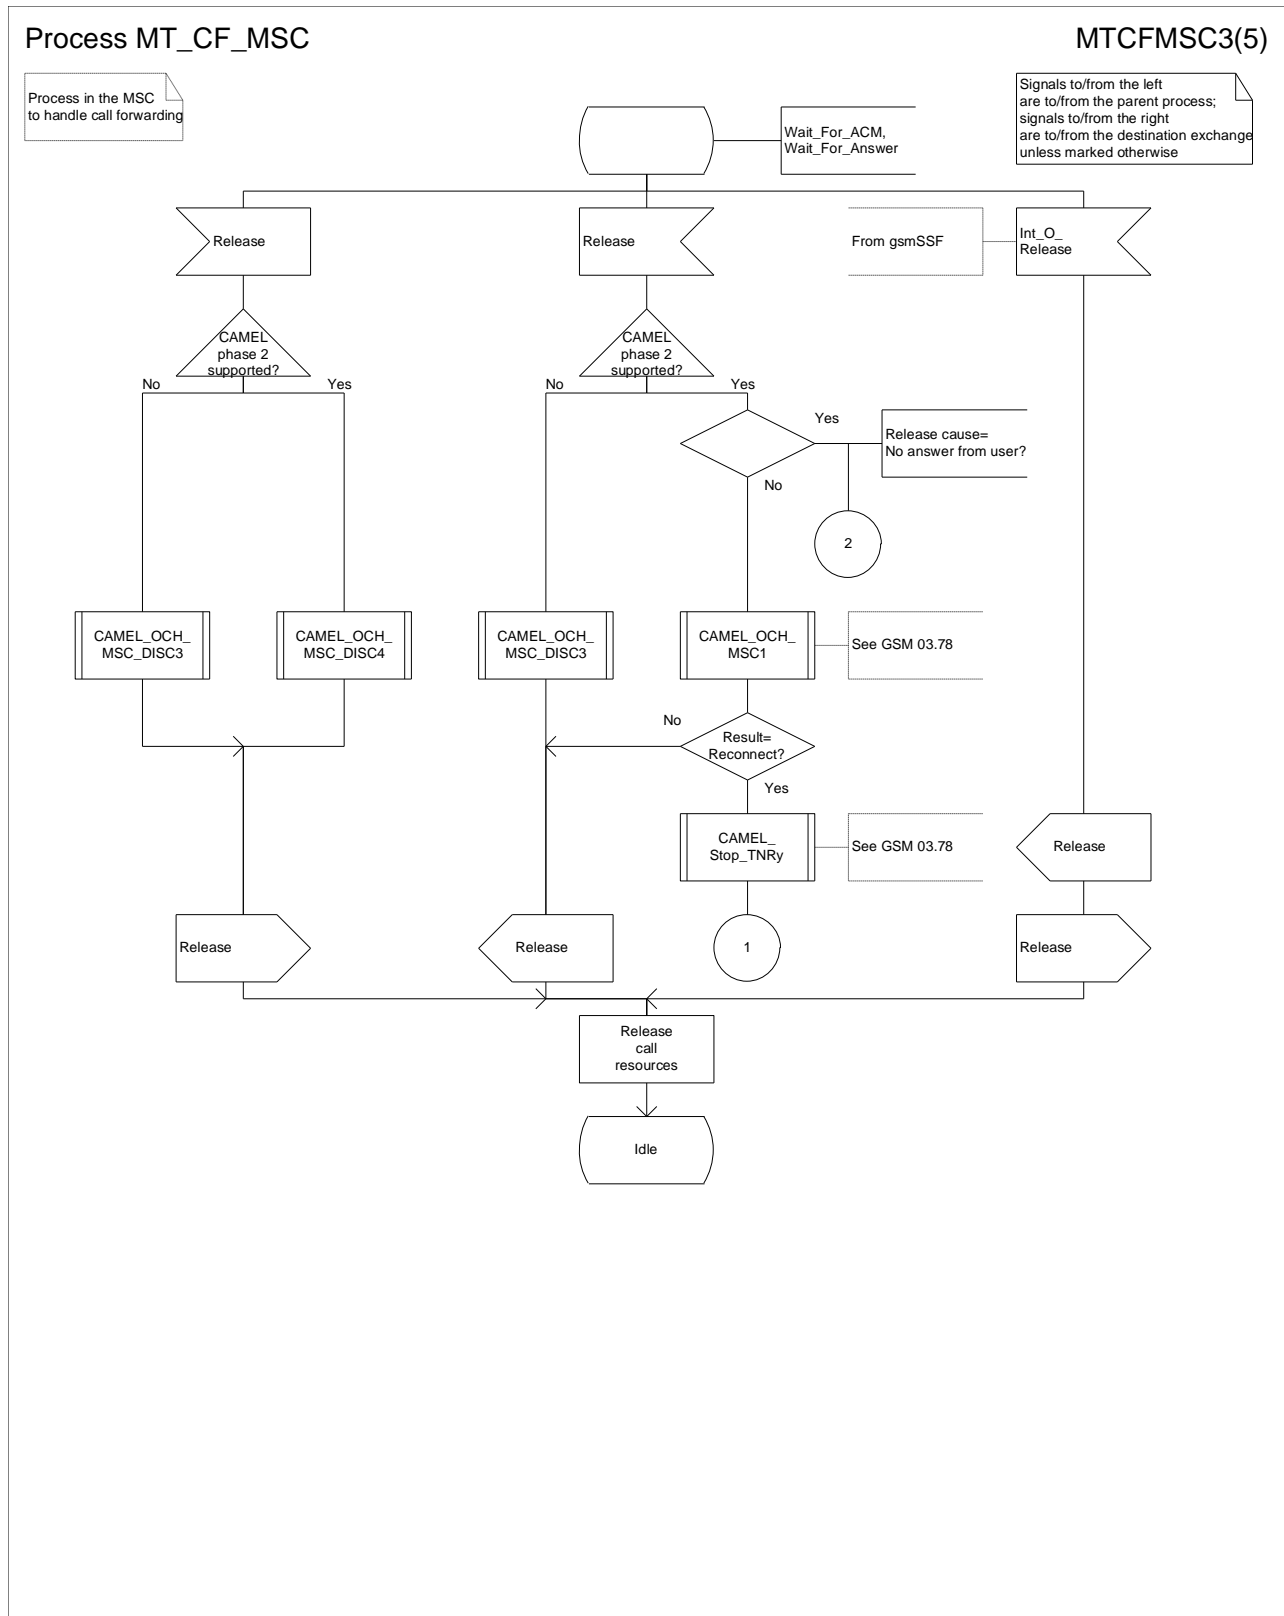 Process MT_CF_MSC
MTCFMSC3(5)
Process in the MSC
to handle call forwarding
Signals to/from the left
are to/from the parent process;
signals to/from the right
are to/from the destination exchange
unless marked otherwise
Wait_For_ACM,
Wait_For_Answer
Release
Release
From gsmSSF
Int_O_
Release
CAMEL
phase 2
supported?
CAMEL
phase 2
supported?
No
Yes
No
Yes
Yes
Release cause=
No answer from user?
No
2
CAMEL_OCH_
MSC_DISC3
CAMEL_OCH_
MSC_DISC4
CAMEL_OCH_
MSC_DISC3
CAMEL_OCH_
MSC1
See GSM 03.78
No
Result=
Reconnect?
Yes
CAMEL_
Stop_TNRy
See GSM 03.78
Release
Release
Release
1
Release
Release
call
resources
Idle